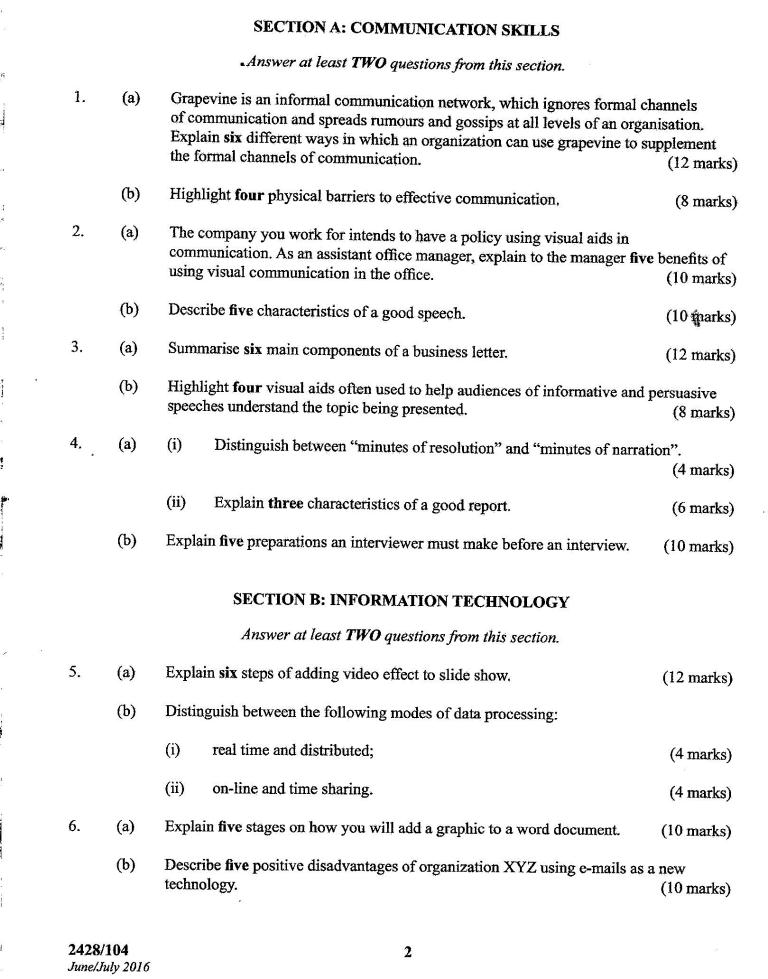 SECTION A: COMMUNICATION SKILLS
Answer at least TWO questions from this section.
1. (a) Grapevine is an informal communication network, which ignores formal channels
of communication and spreads rumours and gossips at all levels of an organisation.
Explain six different ways in which an organization can use grapevine to supplement
the formal channels of communication. (12 marks)
(b) Highlight four physical barriers to effective communication. (8 marks)
2. (a) The company you work for intends to have a policy using visual aids in
communication. As an assistant office manager, explain to the manager five benefits of
using visual communication in the office. (10 marks)
(b) Describe five characteristics of a good speech. (10 marks)
3. (a) Summarise six main components of a business letter. (12 marks)
(b) Highlight four visual aids often used to help audiences of informative and persuasive
speeches understand the topic being presented. (8 marks)
4. (a) (i) Distinguish between “minutes of resolution” and “minutes of narration”.
(4 marks)
(ii) Explain three characteristics of a good report. (6 marks)
(b) Explain five preparations an interviewer must make before an interview. (10 marks)
SECTION B: INFORMATION TECHNOLOGY
Answer at least TWO questions from this section.
5. (a) Explain six steps of adding video effect to slide show. (12 marks)
(b) Distinguish between the following modes of data processing:
(i) real time and distributed; (4 marks)
(ii) on-line and time sharing. (4 marks)
6. (a) Explain five stages on how you will add a graphic to a word document. (10 marks)
(b) Describe five positive disadvantages of organization XYZ using e-mails as a new
technology. (10 marks)
2428/104
June/July 2016
2